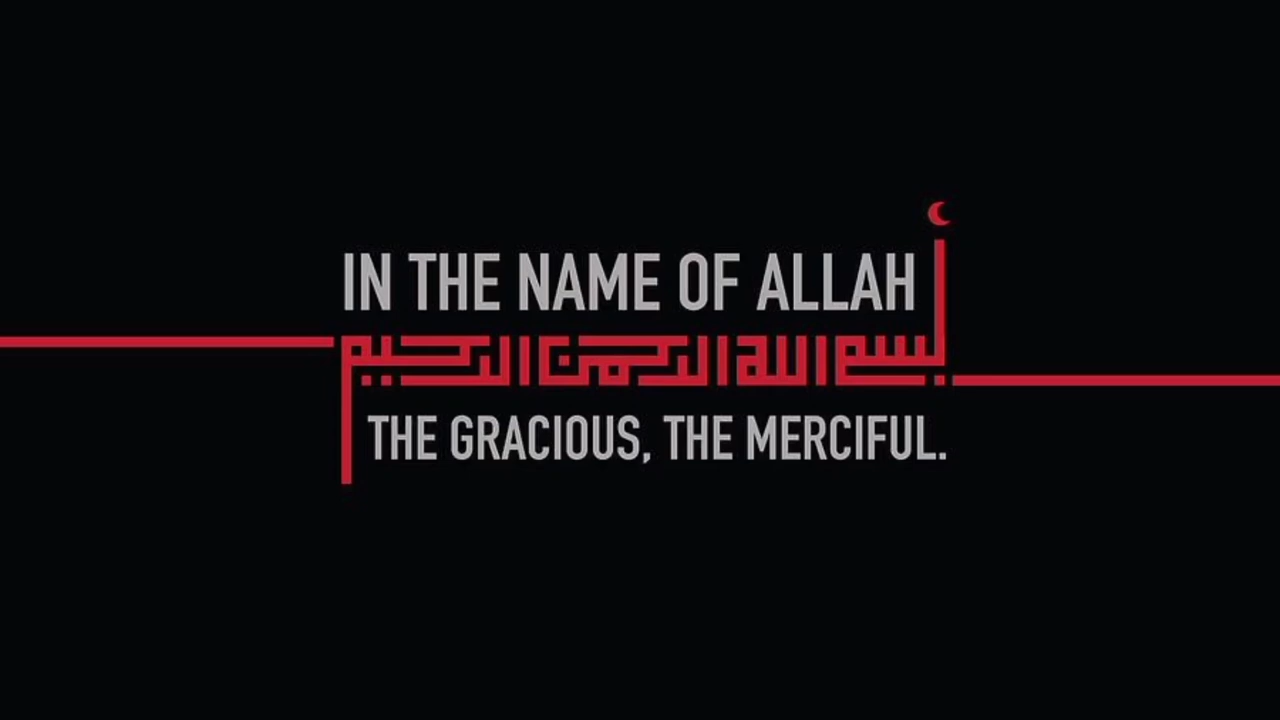 IN THE NAME OF ALLAH
بسم الله الرحمن الرحيم
THE GRACIOUS, THE MERCIFUL.